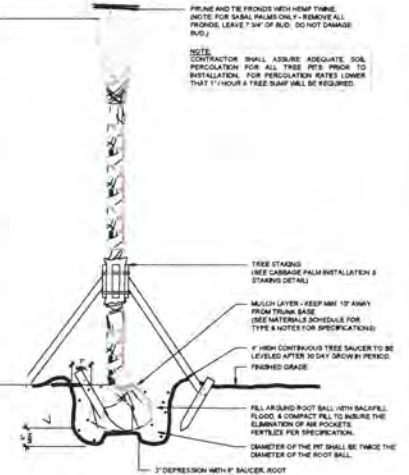 PRUNE AND TIE FRONDS WITH HEMP TWINE.
(NOTE: FOR SABAL PALMS ONLY - REMOVE ALL
FRONDS, LEAVE 7 3/4" OF BUD. DO NOT DAMAGE
BUD.)
NOTE:
CONTRACTOR SHALL ASSURE ADEQUATE SOIL
PERCOLATION FOR ALL TREE PITS PRIOR TO
INSTALLATION. FOR PERCOLATION RATES LOWER
THAT 1"/HOUR A TREE SUMP WILL BE REQUIRED.
TREE STAKING
(SEE CABBAGE PALM INSTALLATION &
STAKING DETAIL)
MULCH LAYER - KEEP MIN. 10" AWAY
FROM TRUNK BASE
(SEE MATERIALS SCHEDULE FOR
TYPE & NOTES FOR SPECIFICATIONS)
HIGH CONTINUOUS TREE SAUCER TO BE
LEVELED AFTER 30 DAY GROW IN PERIOD.
FINISHED GRADE
FILL AROUND ROOT BALL WITH BACKFILL
FLOOD, & COMPACT FILL TO INSURE THE
ELIMINATION OF AIR POCKETS.
FERTILIZE PER SPECIFICATION.
DIAMETER OF THE PIT SHALL BE TWICE THE
DIAMETER OF THE ROOT BALL.
3" DEPRESSION WITH 6" SAUCER, ROOT